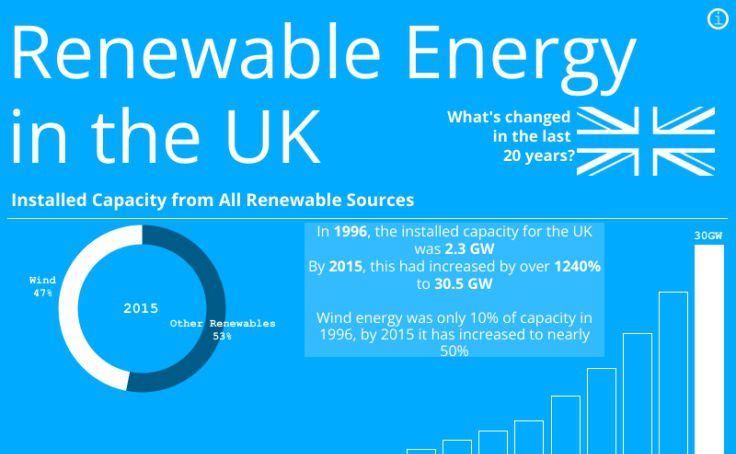 Renewable Energy
in the UK
i
What's changed
in the last
20 years?
Installed Capacity from All Renewable Sources
Wind
47%
2015
Other Renewables
53%
In 1996, the installed capacity for the UK
was 2.3 GW
By 2015, this had increased by over 1240%
to 30.5 GW
Wind energy was only 10% of capacity in
1996, by 2015 it has increased to nearly
50%
30GW